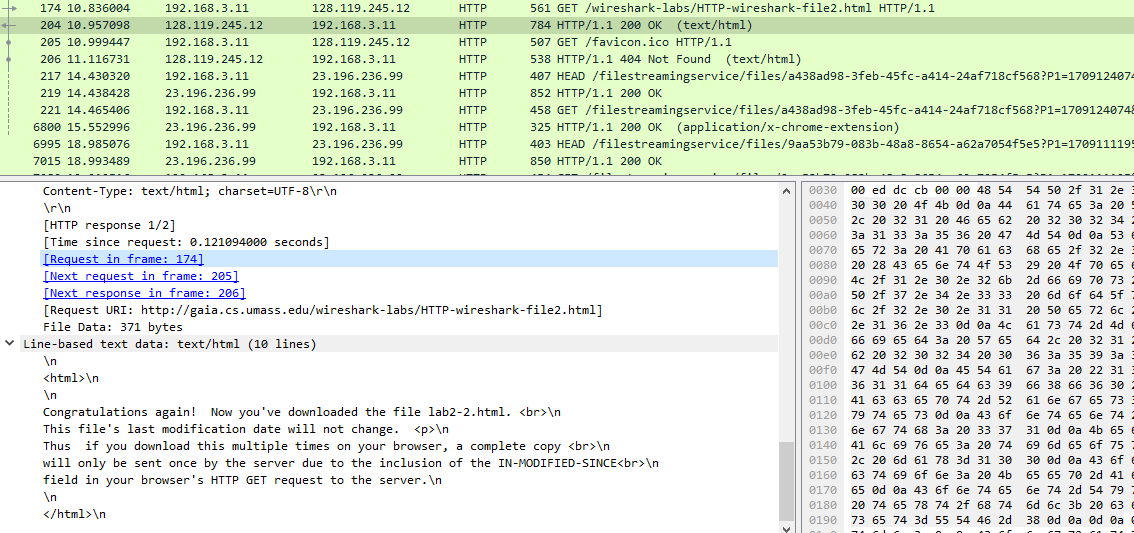 174 10.836004 192.168.3.11 128.119.245.12 HTTP 561 GET /wireshark-labs/HTTP-wireshark-file2.html HTTP/1.1
204 10.957098 128.119.245.12 192.168.3.11 HTTP 784 HTTP/1.1 200 OK (text/html)
205 10.999447 192.168.3.11 128.119.245.12 HTTP 507 GET /favicon.ico HTTP/1.1
206 11.116731 128.119.245.12 192.168.3.11 HTTP 538 HTTP/1.1 404 Not Found (text/html)
217 14.430320 192.168.3.11 23.196.236.99 HTTP 407 HEAD /filestreamingservice/files/a438ad98-3feb-45fc-a414-24af718cf568?P1=1709124074
219 14.438428 23.196.236.99 192.168.3.11 HTTP 852 HTTP/1.1 200 OK
221 14.465406 192.168.3.11 23.196.236.99 HTTP 458 GET /filestreamingservice/files/a438ad98-3feb-45fc-a414-24af718cf568?P1=1709124074&
6800 15.552996 23.196.236.99 192.168.3.11 HTTP 325 HTTP/1.1 200 OK (application/x-chrome-extension)
6995 18.985076 192.168.3.11 23.196.236.99 HTTP 403 HEAD /filestreamingservice/files/9aa53b79-083b-48a8-8654-a62a7054f5e5?P1=1709111195
7015 18.993489 23.196.236.99 192.168.3.11 HTTP 850 HTTP/1.1 200 OK
Content-Type: text/html; charset=UTF-8\r\n
\r\n
[HTTP response 1/2]
[Time since request: 0.121094000 seconds]
[Request in frame: 174]
[Next request in frame: 205]
[Next response in frame: 206]
[Request URI: http://gaia.cs.umass.edu/wireshark-labs/HTTP-wireshark-file2.html]
File Data: 371 bytes
Line-based text data: text/html (10 lines)
\n
<html>\n
\n
Congratulations again!  Now you've downloaded the file lab2-2.html. <br>\n
This file's last modification date will not change.  <p>\n
Thus  if you download this multiple times on your browser, a complete copy <br>\n
will only be sent once by the server due to the inclusion of the IN-MODIFIED-SINCE<br>\n
field in your browser's HTTP GET request to the server.\n
\n
</html>\n
0030 00 ed dc cb 00 00 48 54 54 50 2f 31 2e
0040 30 30 20 4f 4b 0d 0a 44 61 74 65 3a 20
0050 2c 20 32 31 20 46 65 62 20 32 30 32 34
0060 3a 31 33 3a 35 36 20 47 4d 54 0d 0a 53
0070 65 72 3a 20 41 70 61 63 68 65 2f 32 2e
0080 20 28 43 65 6e 74 4f 53 29 20 4f 70 65
0090 4c 2f 31 2e 30 2e 32 6b 2d 66 69 70 73
00a0 50 2f 37 2e 34 2e 33 33 20 6d 6f 64 5f
00b0 6c 2f 32 2e 30 2e 31 31 20 50 65 72 6c
00c0 2e 31 36 2e 33 0d 0a 4c 61 73 74 2d 4d
00d0 66 69 65 64 3a 20 57 65 64 2c 20 32 31
00e0 62 20 32 30 32 34 20 30 36 3a 35 39 3a
00f0 47 4d 54 0d 0a 45 54 61 67 3a 20 22 31
0100 36 31 31 64 65 64 63 39 66 38 66 36 30
0110 41 63 63 65 70 74 2d 52 61 6e 67 65 73
0120 79 74 65 73 0d 0a 43 6f 6e 74 65 6e 74
0130 6e 67 74 68 3a 20 33 37 31 0d 0a 4b 65
0140 41 6c 69 76 65 3a 20 74 69 6d 65 6f 75
0150 2c 20 6d 61 78 3d 31 30 30 0d 0a 43 6f
0160 63 74 69 6f 6e 3a 20 4b 65 65 70 2d 41
0170 65 0d 0a 43 6f 6e 74 65 6e 74 2d 54 79
0180 20 74 65 78 74 2f 68 74 6d 6c 3b 20 63
0190 73 65 74 3d 55 54 46 2d 38 0d 0a 0d 0a